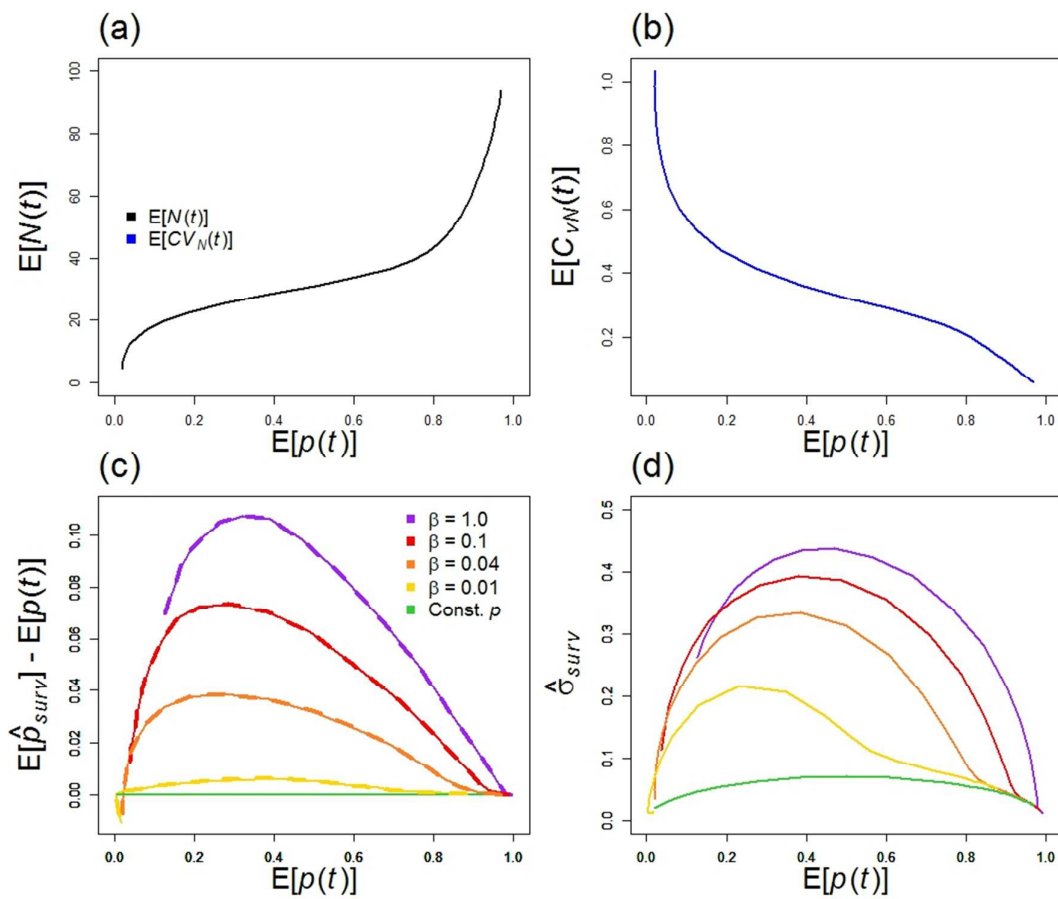 (a)
E[N(t)]
100
80
60
40
20
0
E[N(t)]
E[CV_N(t)]
0.0 0.2 0.4 0.6 0.8 1.0
E[p(t)]
(b)
E[C_vN(t)]
1.0
0.8
0.6
0.4
0.2
0.0 0.2 0.4 0.6 0.8 1.0
E[p(t)]
(c)
E[p̂_surv] - E[p(t)]
0.10
0.08
0.06
0.04
0.02
0.00
β = 1.0
β = 0.1
β = 0.04
β = 0.01
Const. p
0.0 0.2 0.4 0.6 0.8 1.0
E[p(t)]
(d)
σ̂_surv
0.5
0.4
0.3
0.2
0.1
0.0
0.0 0.2 0.4 0.6 0.8 1.0
E[p(t)]